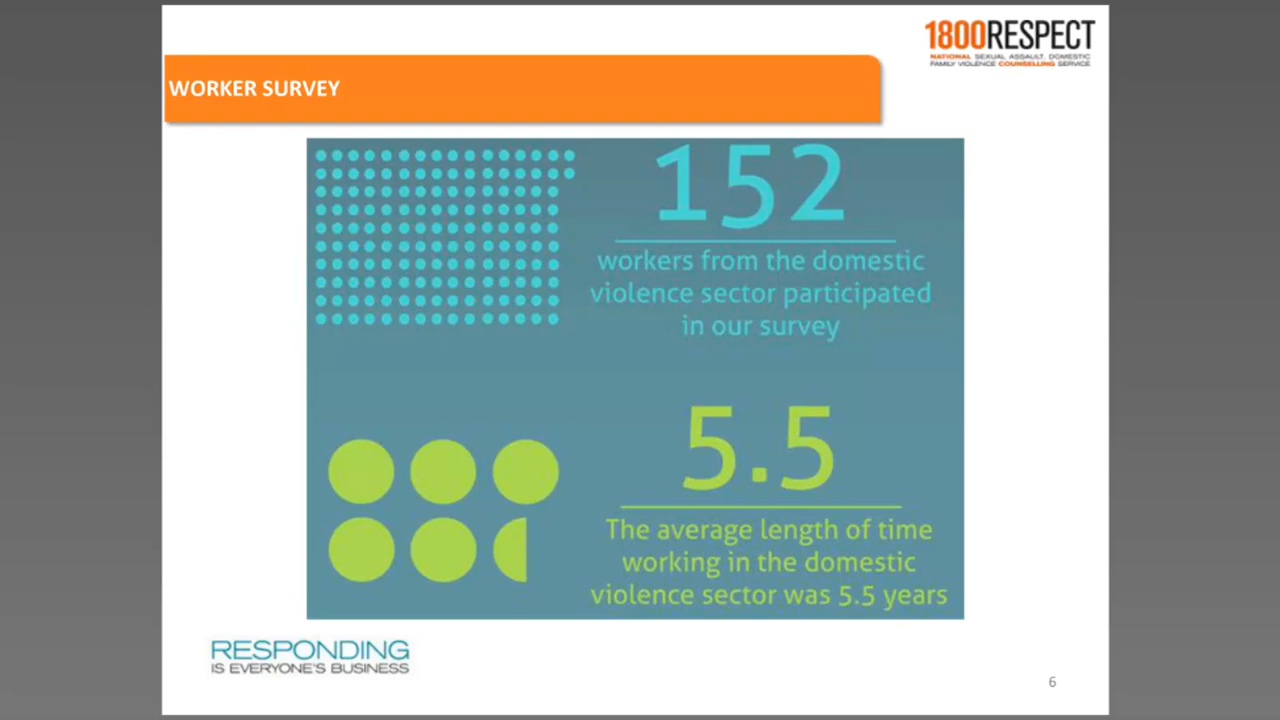 1800RESPECT
NATIONAL SEXUAL ASSAULT, DOMESTIC
FAMILY VIOLENCE COUNSELLING SERVICE
WORKER SURVEY
152
workers from the domestic
violence sector participated
in our survey
5.5
The average length of time
working in the domestic
violence sector was 5.5 years
RESPONDING
IS EVERYONE'S BUSINESS
6